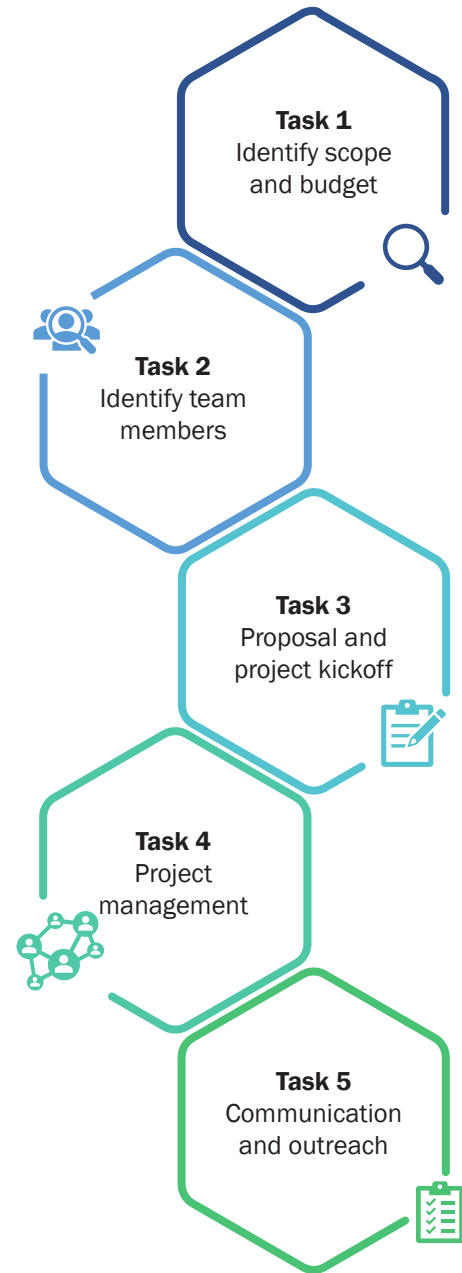 Task 1
Identify scope
and budget
Task 2
Identify team
members
Task 3
Proposal and
project kickoff
Task 4
Project
management
Task 5
Communication
and outreach